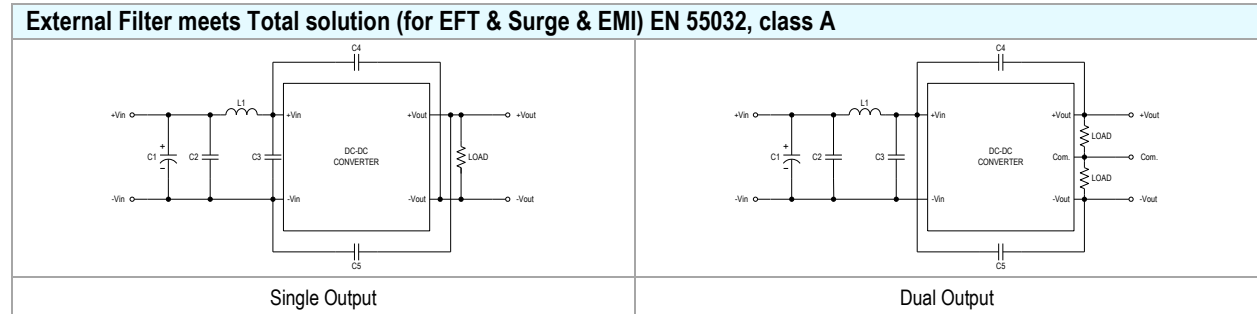 External Filter meets Total solution (for EFT & Surge & EMI) EN 55032, class A
C4
L1
+Vin
+Vin
+Vout
+Vout
+
C1
–
C2
C3
DC-DC
CONVERTER
LOAD
-Vin
-Vin
-Vout
-Vout
C5
Single Output
C4
L1
+Vin
+Vin
+Vout
+Vout
LOAD
+
C1
–
C2
C3
DC-DC
CONVERTER
Com.
Com.
LOAD
-Vin
-Vin
-Vout
-Vout
C5
Dual Output